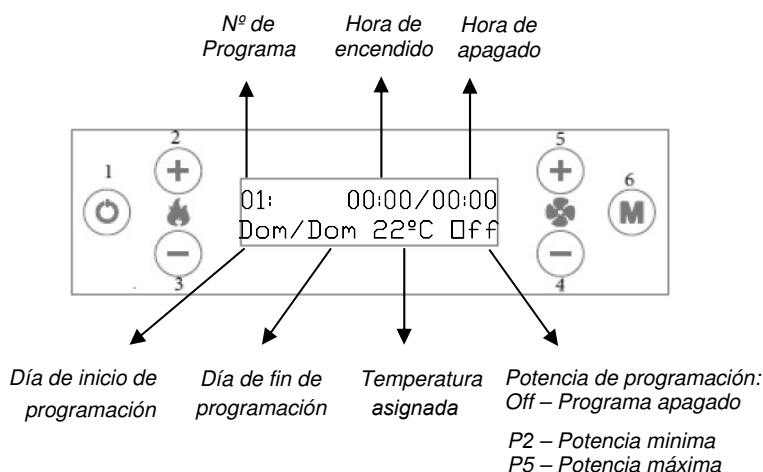 Nº de
Programa
Hora de
encendido
Hora de
apagado
2
5
1
6
+
+
01: 00:00/00:00
M
Dom/Dom 22ºC Off
−
−
3
4
Día de inicio de
programación
Día de fin de
programación
Temperatura
asignada
Potencia de programación:
Off – Programa apagado
P2 – Potencia minima
P5 – Potencia máxima